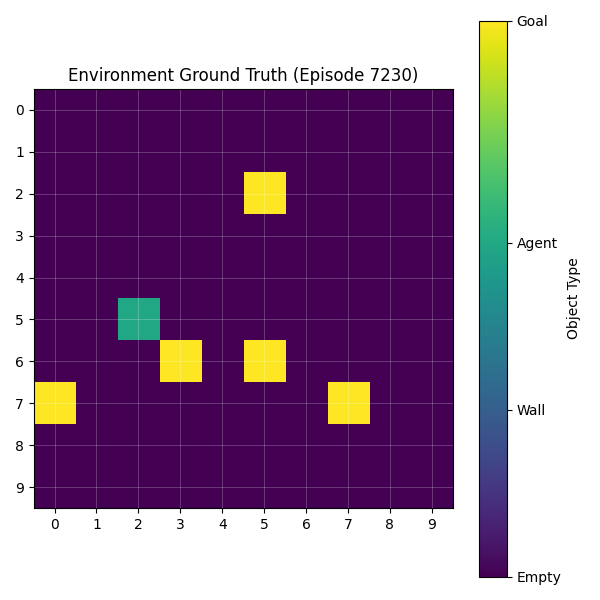 Environment Ground Truth (Episode 7230)
0
1
2
3
4
5
6
7
8
9
0 1 2 3 4 5 6 7 8 9
Goal
Agent
Wall
Empty
Object Type